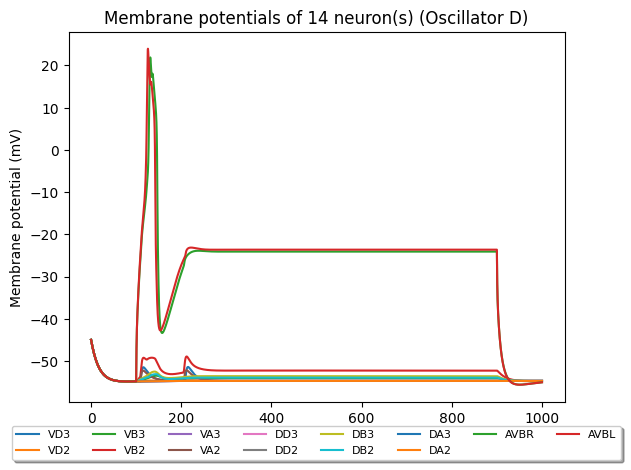 Membrane potentials of 14 neuron(s) (Oscillator D)
Membrane potential (mV)
20
10
0
−10
−20
−30
−40
−50
0 200 400 600 800 1000
VD3 VB3 VA3 DD3 DB3 DA3 AVBR AVBL
VD2 VB2 VA2 DD2 DB2 DA2